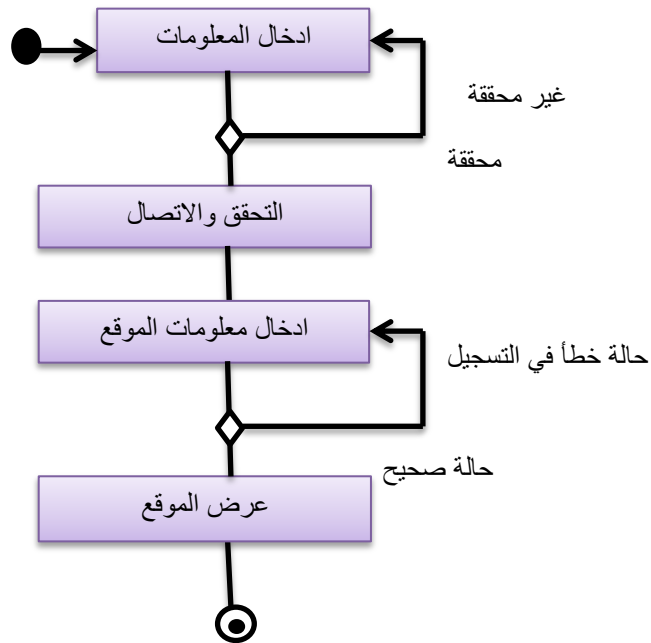 ادخال المعلومات
غير محققة
محققة
التحقق والاتصال
ادخال معلومات الموقع
حالة خطأ في التسجيل
حالة صحيح
عرض الموقع